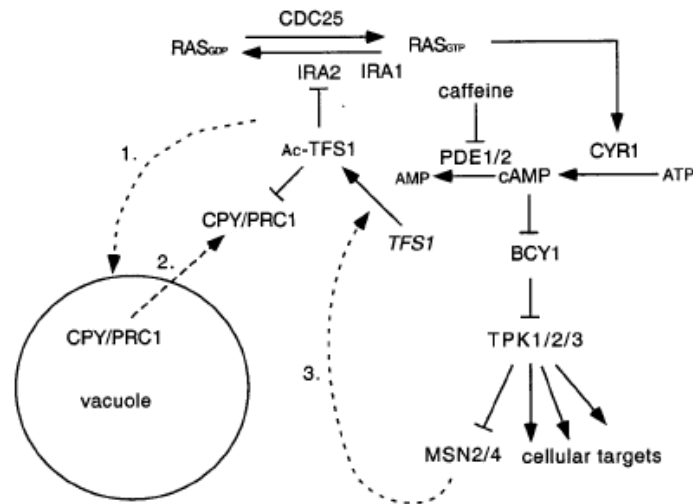 CDC25
RASGDP
RASGTP
IRA2
IRA1
caffeine
1.
Ac-TFS1
PDE1/2
CYR1
AMP
cAMP
ATP
CPY/PRC1
TFS1
2.
BCY1
CPY/PRC1
TPK1/2/3
3.
vacuole
MSN2/4
cellular targets